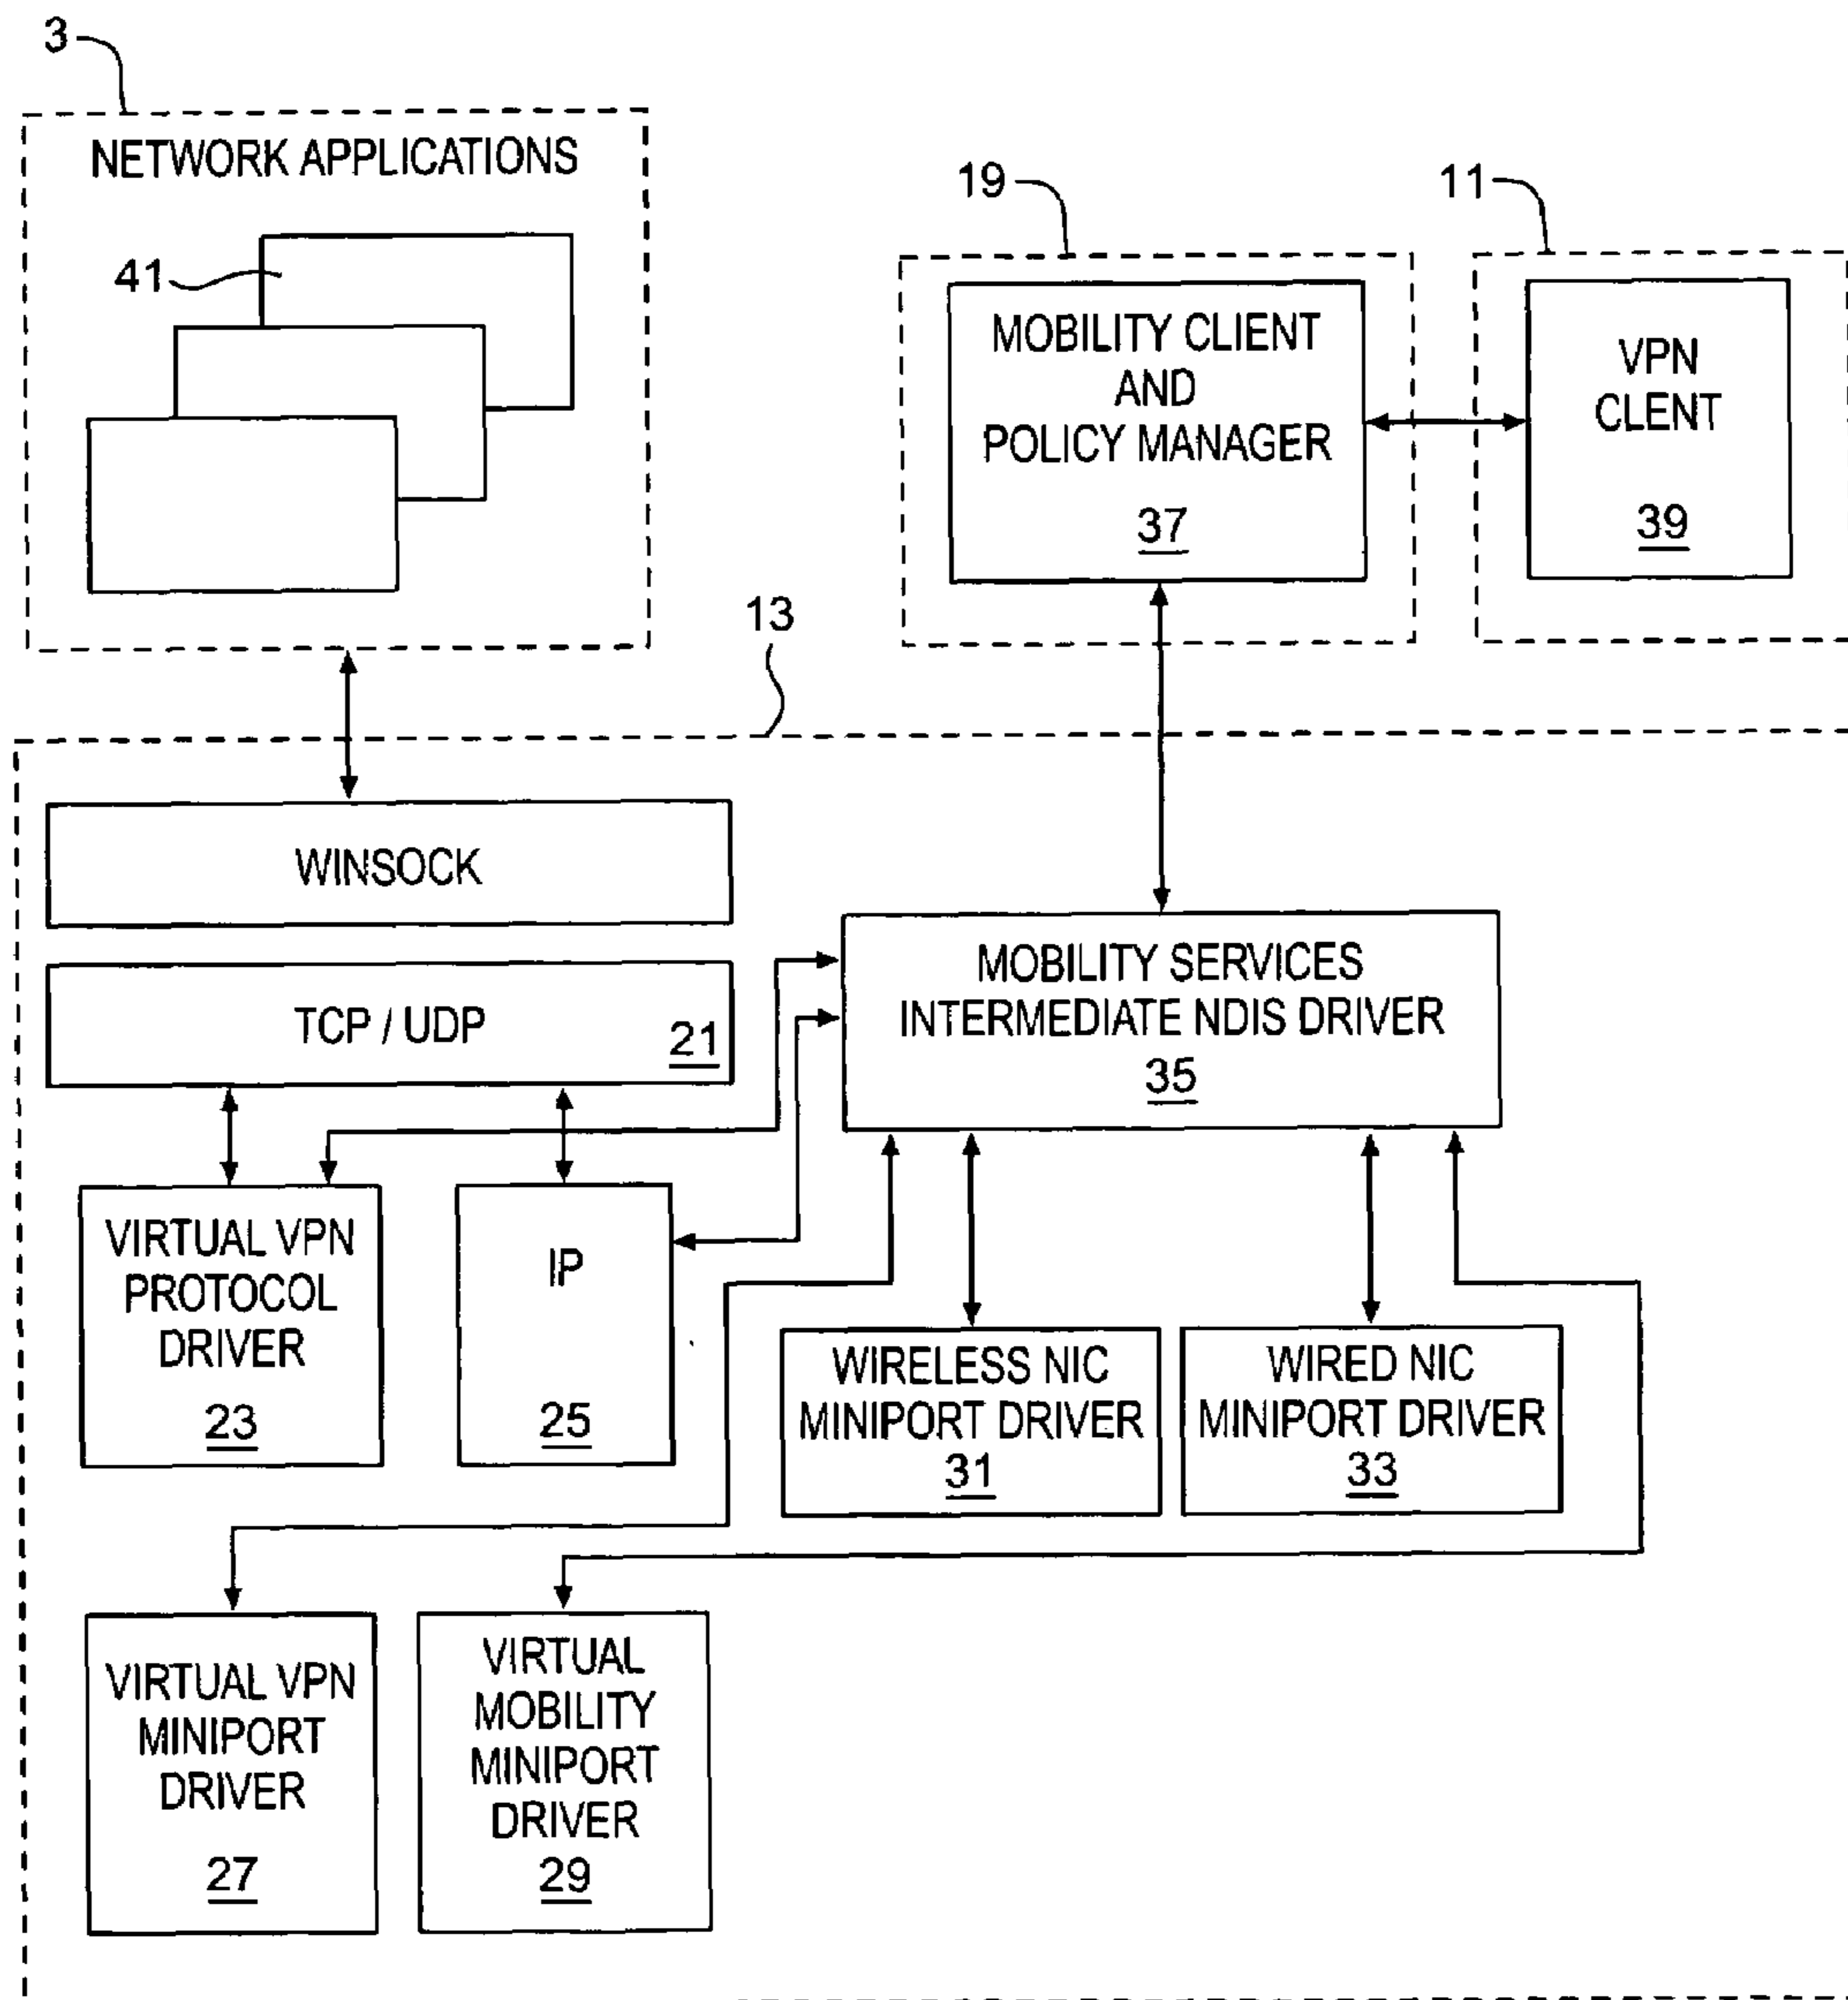 3
NETWORK APPLICATIONS
41
19
11
MOBILITY CLIENT
AND
POLICY MANAGER
37
VPN
CLENT
39
13
WINSOCK
TCP / UDP
21
MOBILITY SERVICES
INTERMEDIATE NDIS DRIVER
35
VIRTUAL VPN
PROTOCOL
DRIVER
23
IP
25
WIRELESS NIC
MINIPORT DRIVER
31
WIRED NIC
MINIPORT DRIVER
33
VIRTUAL VPN
MINIPORT
DRIVER
27
VIRTUAL
MOBILITY
MINIPORT
DRIVER
29